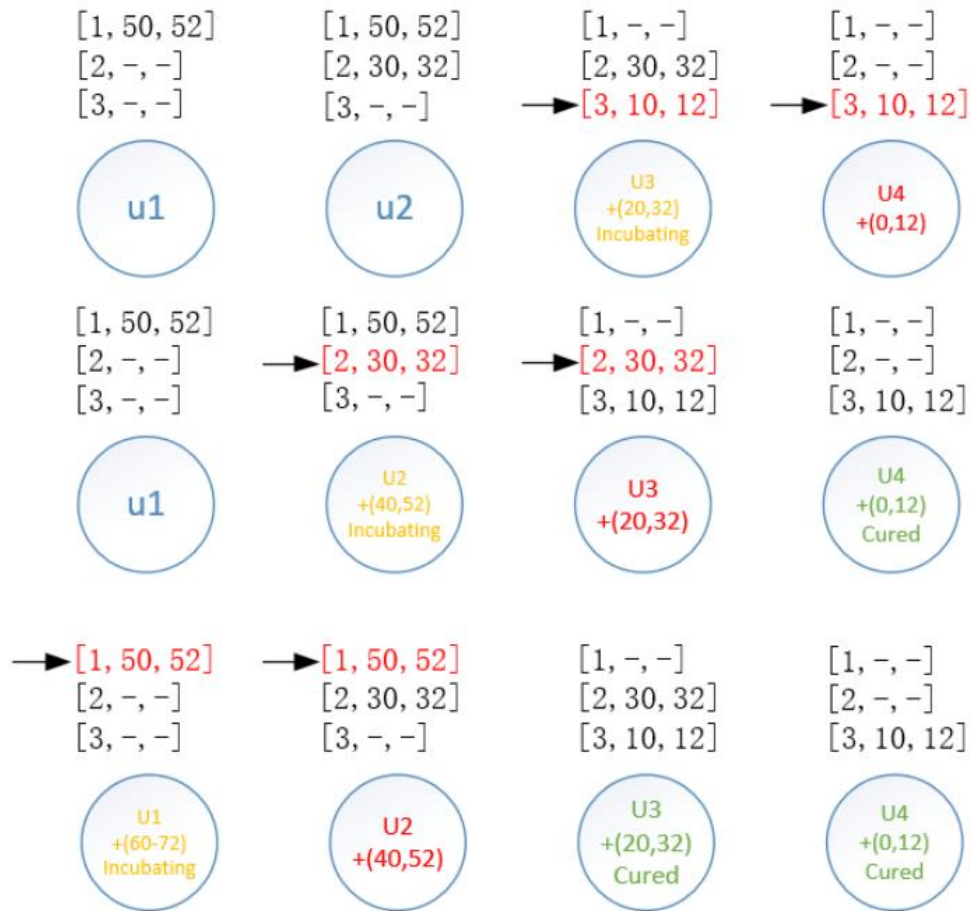 [1, 50, 52] [1, 50, 52] [1, -, -] [1, -, -]
[2, -, -] [2, 30, 32] [2, 30, 32] [2, -, -]
[3, -, -] [3, -, -] [3, 10, 12] [3, 10, 12]
u1
u2
U3
+(20,32)
Incubating
U4
+(0,12)
[1, 50, 52] [1, 50, 52] [1, -, -] [1, -, -]
[2, -, -] [2, 30, 32] [2, 30, 32] [2, -, -]
[3, -, -] [3, -, -] [3, 10, 12] [3, 10, 12]
u1
U2
+(40,52)
Incubating
U3
+(20,32)
U4
+(0,12)
Cured
[1, 50, 52] [1, 50, 52] [1, -, -] [1, -, -]
[2, -, -] [2, 30, 32] [2, 30, 32] [2, -, -]
[3, -, -] [3, -, -] [3, 10, 12] [3, 10, 12]
U1
+(60-72)
Incubating
U2
+(40,52)
U3
+(20,32)
Cured
U4
+(0,12)
Cured